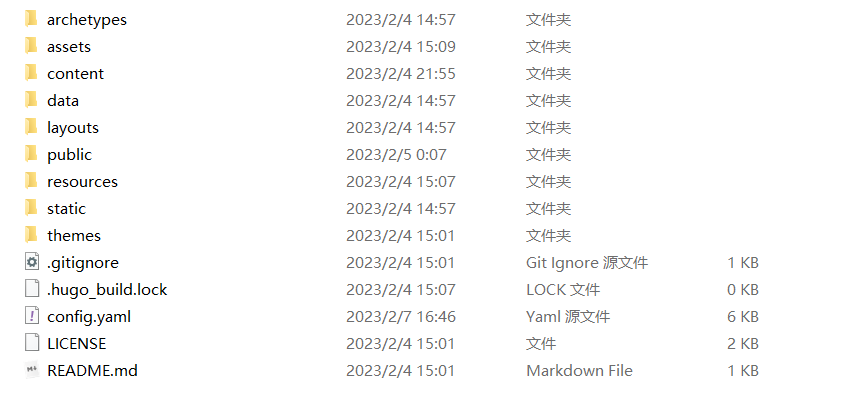 archetypes 2023/2/4 14:57 文件夹
assets 2023/2/4 15:09 文件夹
content 2023/2/4 21:55 文件夹
data 2023/2/4 14:57 文件夹
layouts 2023/2/4 14:57 文件夹
public 2023/2/5 0:07 文件夹
resources 2023/2/4 15:07 文件夹
static 2023/2/4 14:57 文件夹
themes 2023/2/4 15:01 文件夹
.gitignore 2023/2/4 15:01 Git Ignore 源文件 1 KB
.hugo_build.lock 2023/2/4 15:07 LOCK 文件 0 KB
config.yaml 2023/2/7 16:46 Yaml 源文件 6 KB
LICENSE 2023/2/4 15:01 文件 2 KB
README.md 2023/2/4 15:01 Markdown File 1 KB